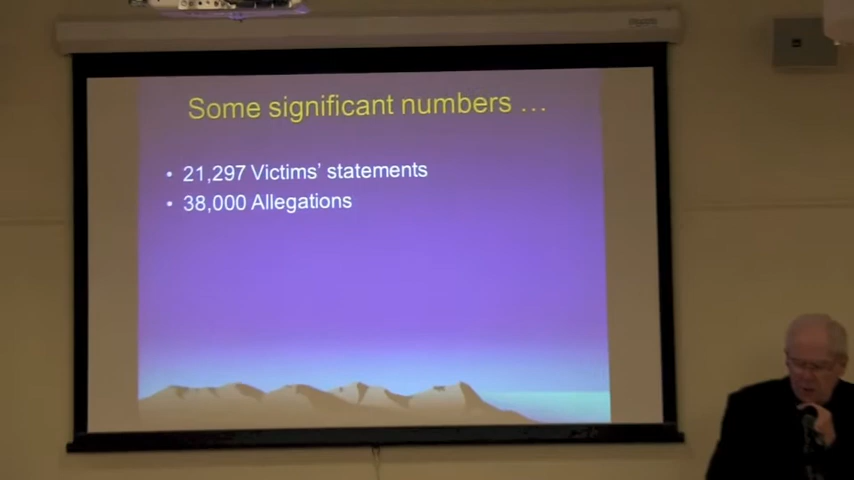 Some significant numbers …
• 21,297 Victims’ statements
• 38,000 Allegations